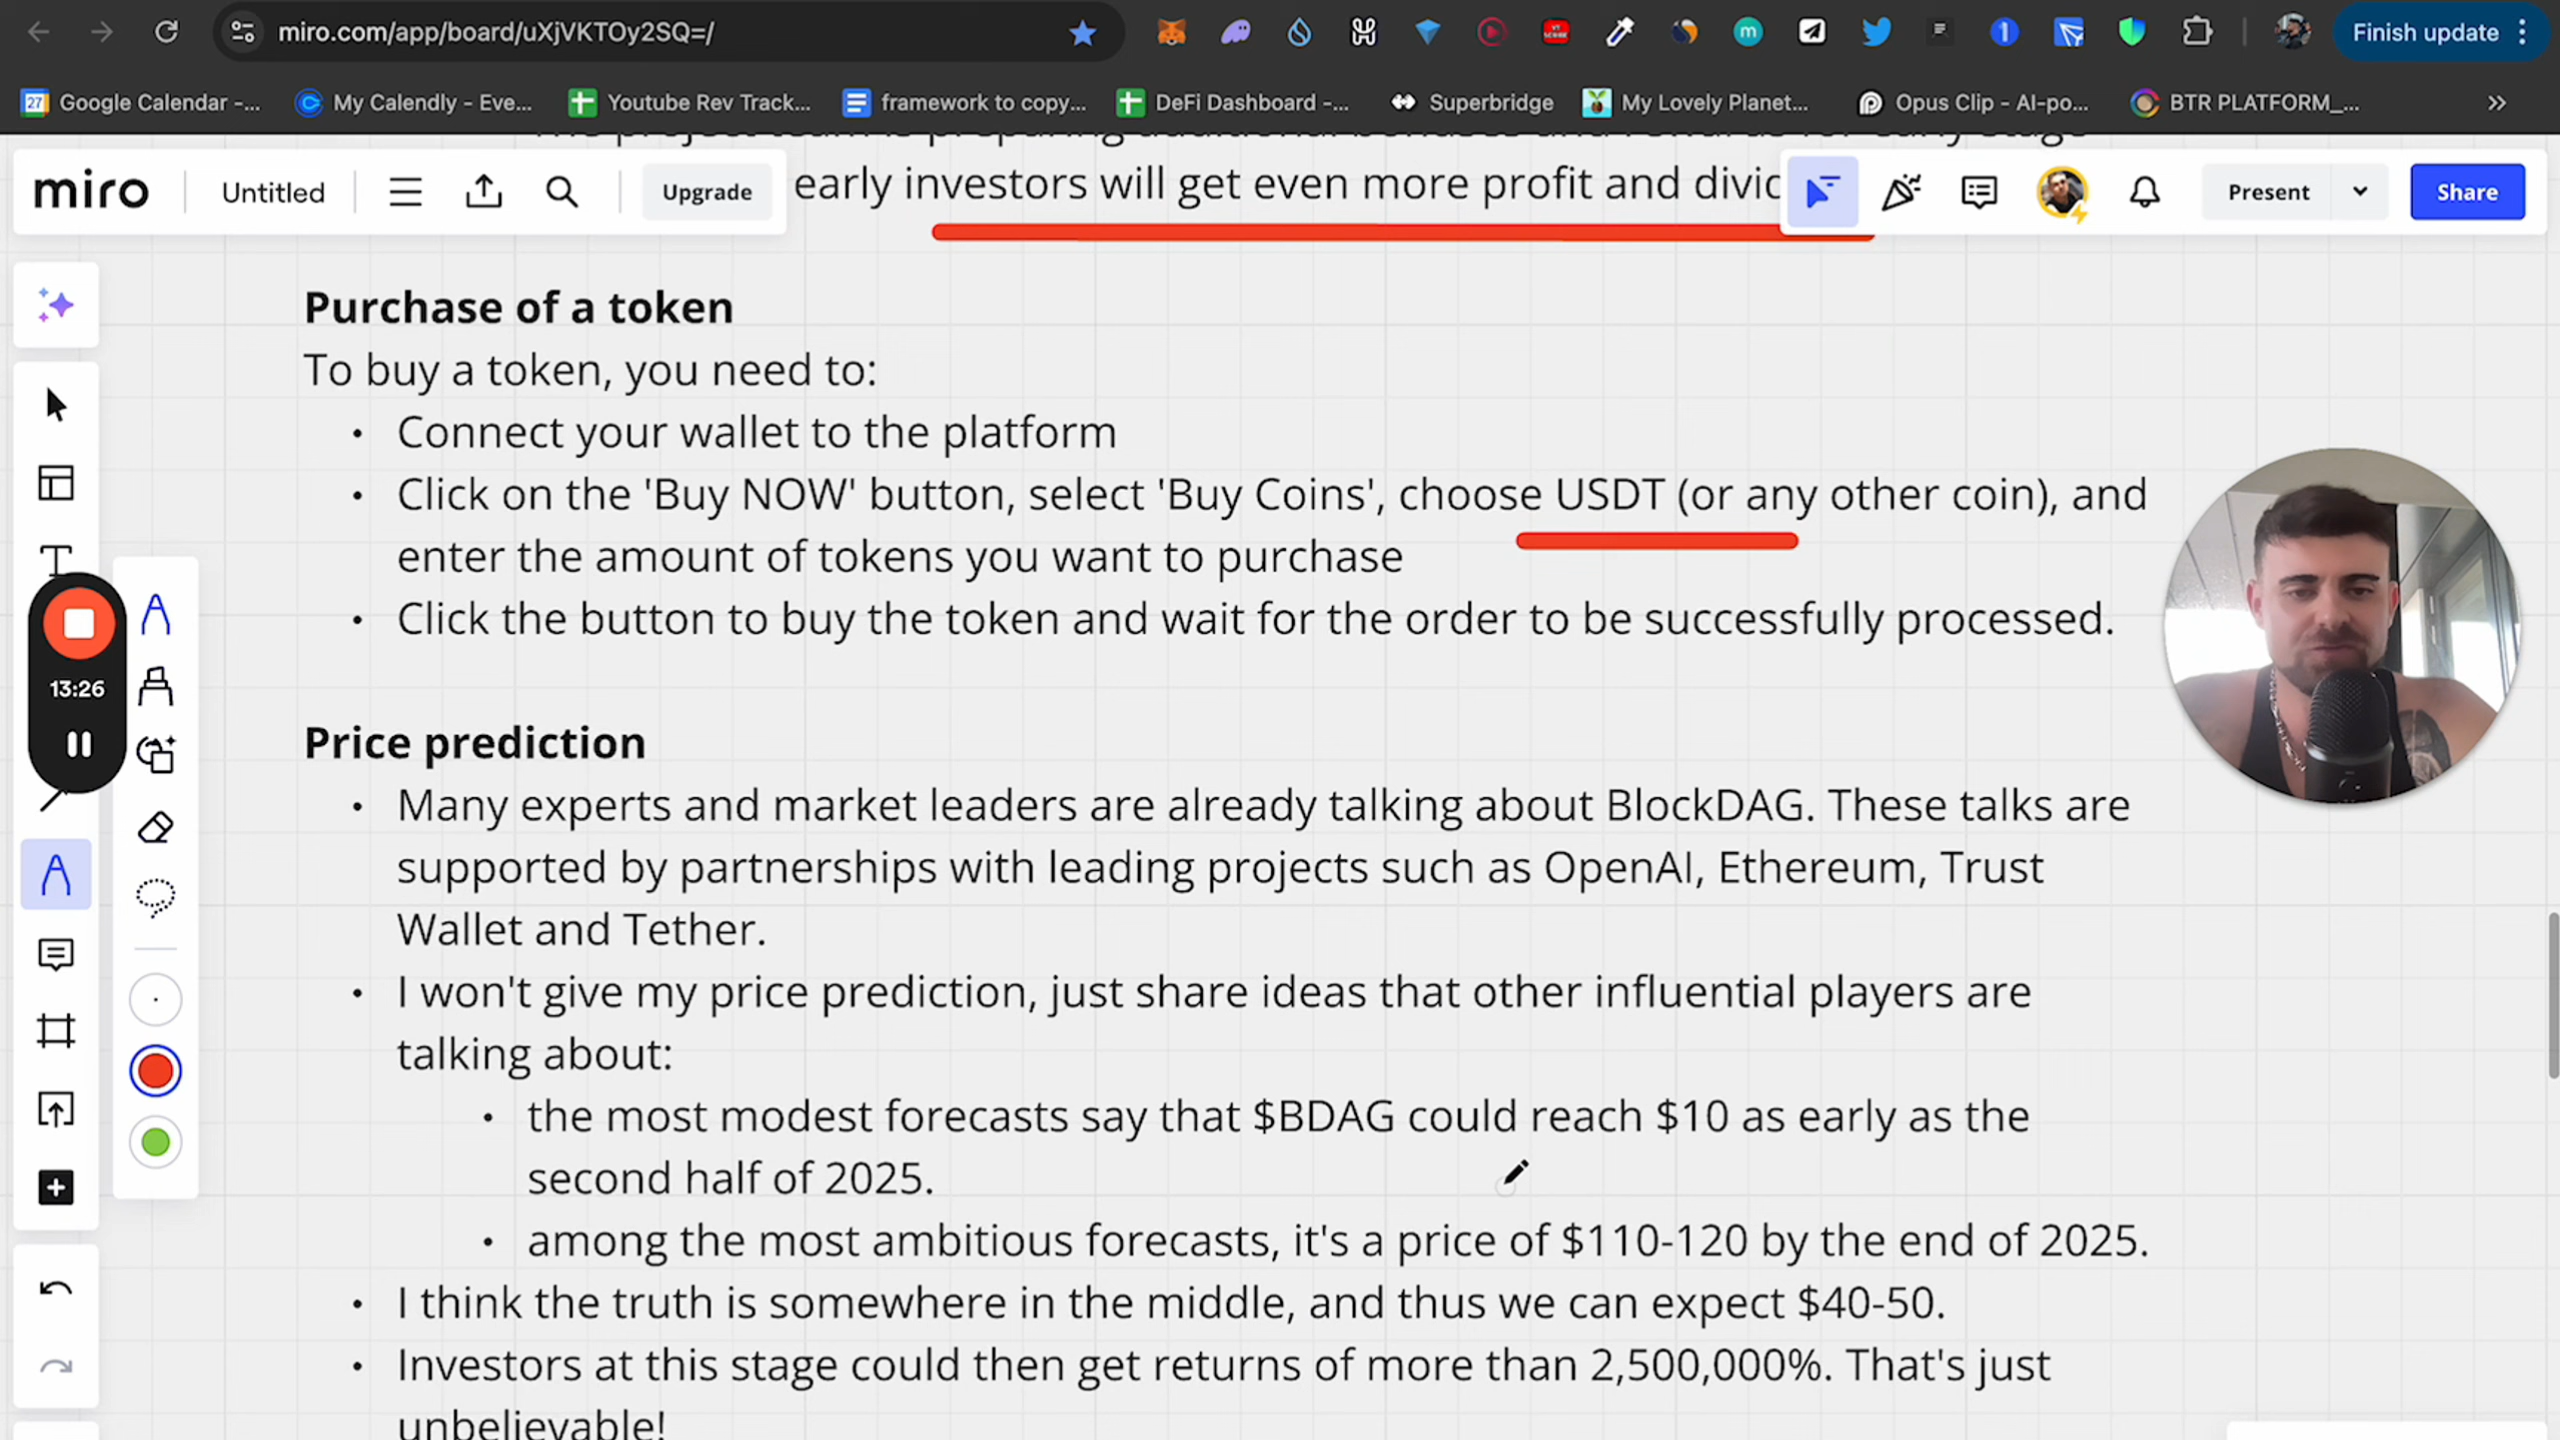 miro.com/app/board/uXjVKTOy2SQ=/
Finish update
27 Google Calendar -...
My Calendly - Eve...
Youtube Rev Track...
framework to copy...
DeFi Dashboard -...
Superbridge
My Lovely Planet...
Opus Clip - AI-po...
BTR PLATFORM_...
miro
Untitled
Upgrade
early investors will get even more profit and divid
Present
Share
Purchase of a token
To buy a token, you need to:
• Connect your wallet to the platform
• Click on the 'Buy NOW' button, select 'Buy Coins', choose USDT (or any other coin), and
enter the amount of tokens you want to purchase
• Click the button to buy the token and wait for the order to be successfully processed.
13:26
Price prediction
• Many experts and market leaders are already talking about BlockDAG. These talks are
supported by partnerships with leading projects such as OpenAI, Ethereum, Trust
Wallet and Tether.
• I won't give my price prediction, just share ideas that other influential players are
talking about:
• the most modest forecasts say that $BDAG could reach $10 as early as the
second half of 2025.
• among the most ambitious forecasts, it's a price of $110-120 by the end of 2025.
• I think the truth is somewhere in the middle, and thus we can expect $40-50.
• Investors at this stage could then get returns of more than 2,500,000%. That's just
unbelievable!